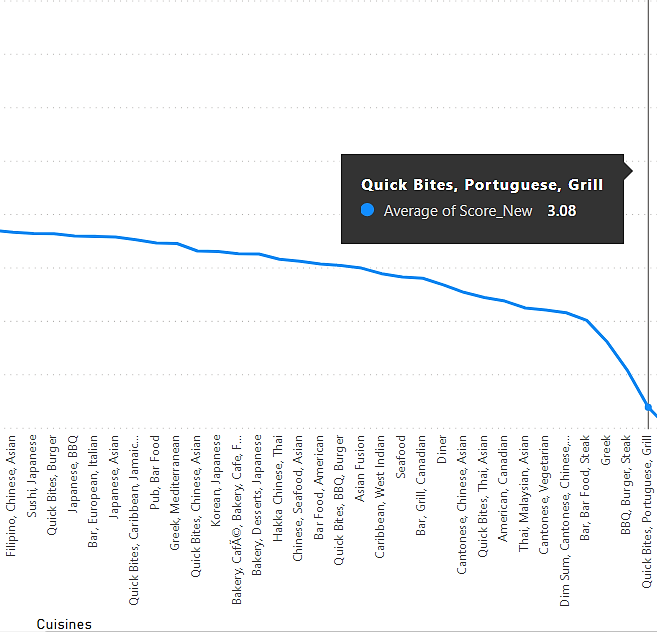 Quick Bites, Portuguese, Grill
Average of Score_New 3.08
Filipino, Chinese, Asian
Sushi, Japanese
Quick Bites, Burger
Japanese, BBQ
Bar, European, Italian
Japanese, Asian
Quick Bites, Caribbean, Jamaic...
Pub, Bar Food
Greek, Mediterranean
Quick Bites, Chinese, Asian
Korean, Japanese
Bakery, CafÃ©, Bakery, Cafe, F...
Bakery, Desserts, Japanese
Hakka Chinese, Thai
Chinese, Seafood, Asian
Bar Food, American
Quick Bites, BBQ, Burger
Asian Fusion
Caribbean, West Indian
Seafood
Bar, Grill, Canadian
Diner
Cantonese, Chinese, Asian
Quick Bites, Thai, Asian
American, Canadian
Thai, Malaysian, Asian
Cantonese, Vegetarian
Dim Sum, Cantonese, Chinese,...
Bar, Bar Food, Steak
Greek
BBQ, Burger, Steak
Quick Bites, Portuguese, Grill
Cuisines